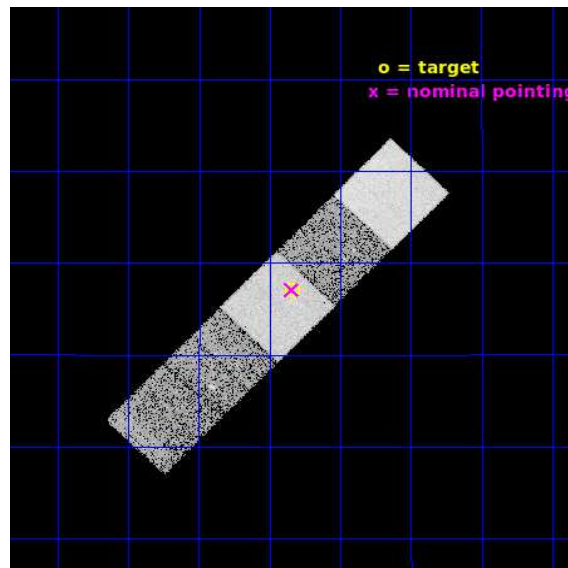 o = target
x = nominal pointing